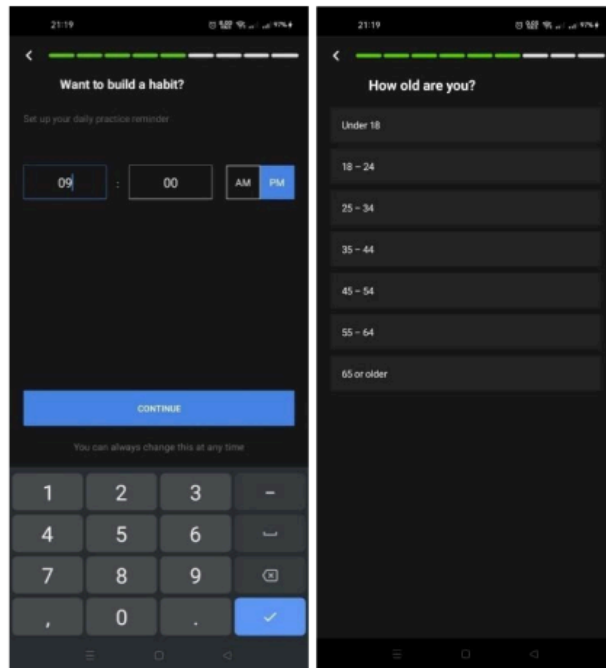 21:19
97%
Want to build a habit?
Set up your daily practice reminder
09 : 00 AM PM
CONTINUE
You can always change this at any time
1 2 3 –
4 5 6
7 8 9
, 0 .
21:19
97%
How old are you?
Under 18
18 – 24
25 – 34
35 – 44
45 – 54
55 – 64
65 or older